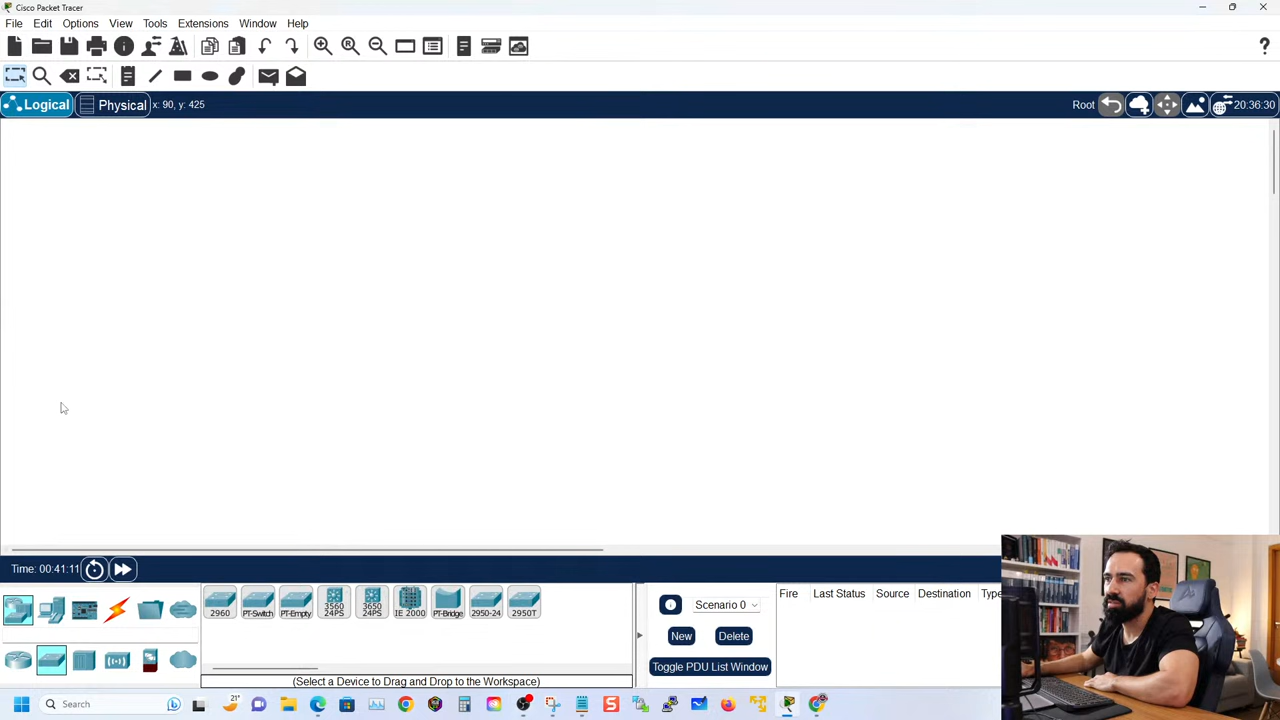 Cisco Packet Tracer
File Edit Options View Tools Extensions Window Help
Logical Physical x: 90, y: 425 Root 20:36:30
Time: 00:41:11
2960 PT-Switch PT-Empty 3560 24PS 3650 24PS IE 2000 PT-Bridge 2950-24 2950T
(Select a Device to Drag and Drop to the Workspace)
Scenario 0
New Delete
Toggle PDU List Window
Fire Last Status Source Destination Type
Search 21°